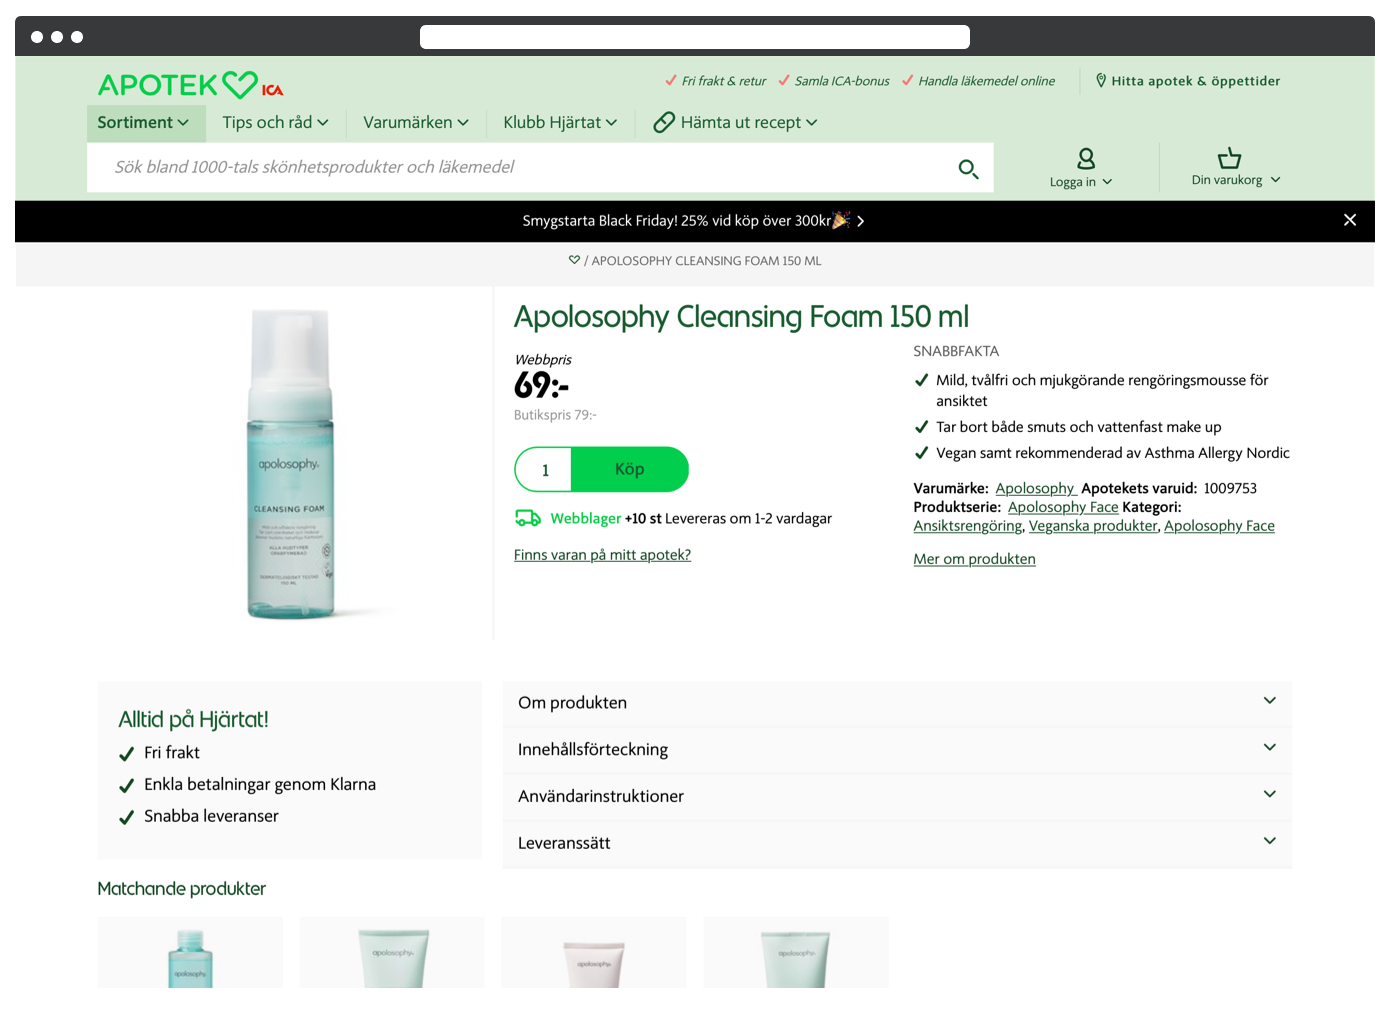 APOTEK ICA
Fri frakt & retur
Samla ICA-bonus
Handla läkemedel online
Hitta apotek & öppettider
Sortiment
Tips och råd
Varumärken
Klubb Hjärtat
Hämta ut recept
Sök bland 1000-tals skönhetsprodukter och läkemedel
Logga in
Din varukorg
Smygstarta Black Friday! 25% vid köp över 300kr🎉
/ APOLOSOPHY CLEANSING FOAM 150 ML
apolosophy
CLEANSING FOAM
ALLA HUDTYPER
OPARFYMERAD
DERMATOLOGISKT TESTAD
150 ML
Apolosophy Cleansing Foam 150 ml
Webbpris
69:-
Butikspris 79:-
1
Köp
Webblager +10 st Levereras om 1-2 vardagar
Finns varan på mitt apotek?
SNABBFAKTA
Mild, tvålfri och mjukgörande rengöringsmousse för
ansiktet
Tar bort både smuts och vattenfast make up
Vegan samt rekommenderad av Asthma Allergy Nordic
Varumärke: Apolosophy Apotekets varuid: 1009753
Produktserie: Apolosophy Face Kategori:
Ansiktsrengöring, Veganska produkter, Apolosophy Face
Mer om produkten
Alltid på Hjärtat!
Fri frakt
Enkla betalningar genom Klarna
Snabba leveranser
Om produkten
Innehållsförteckning
Användarinstruktioner
Leveranssätt
Matchande produkter
apolosophy
apolosophy
apolosophy
apolosophy